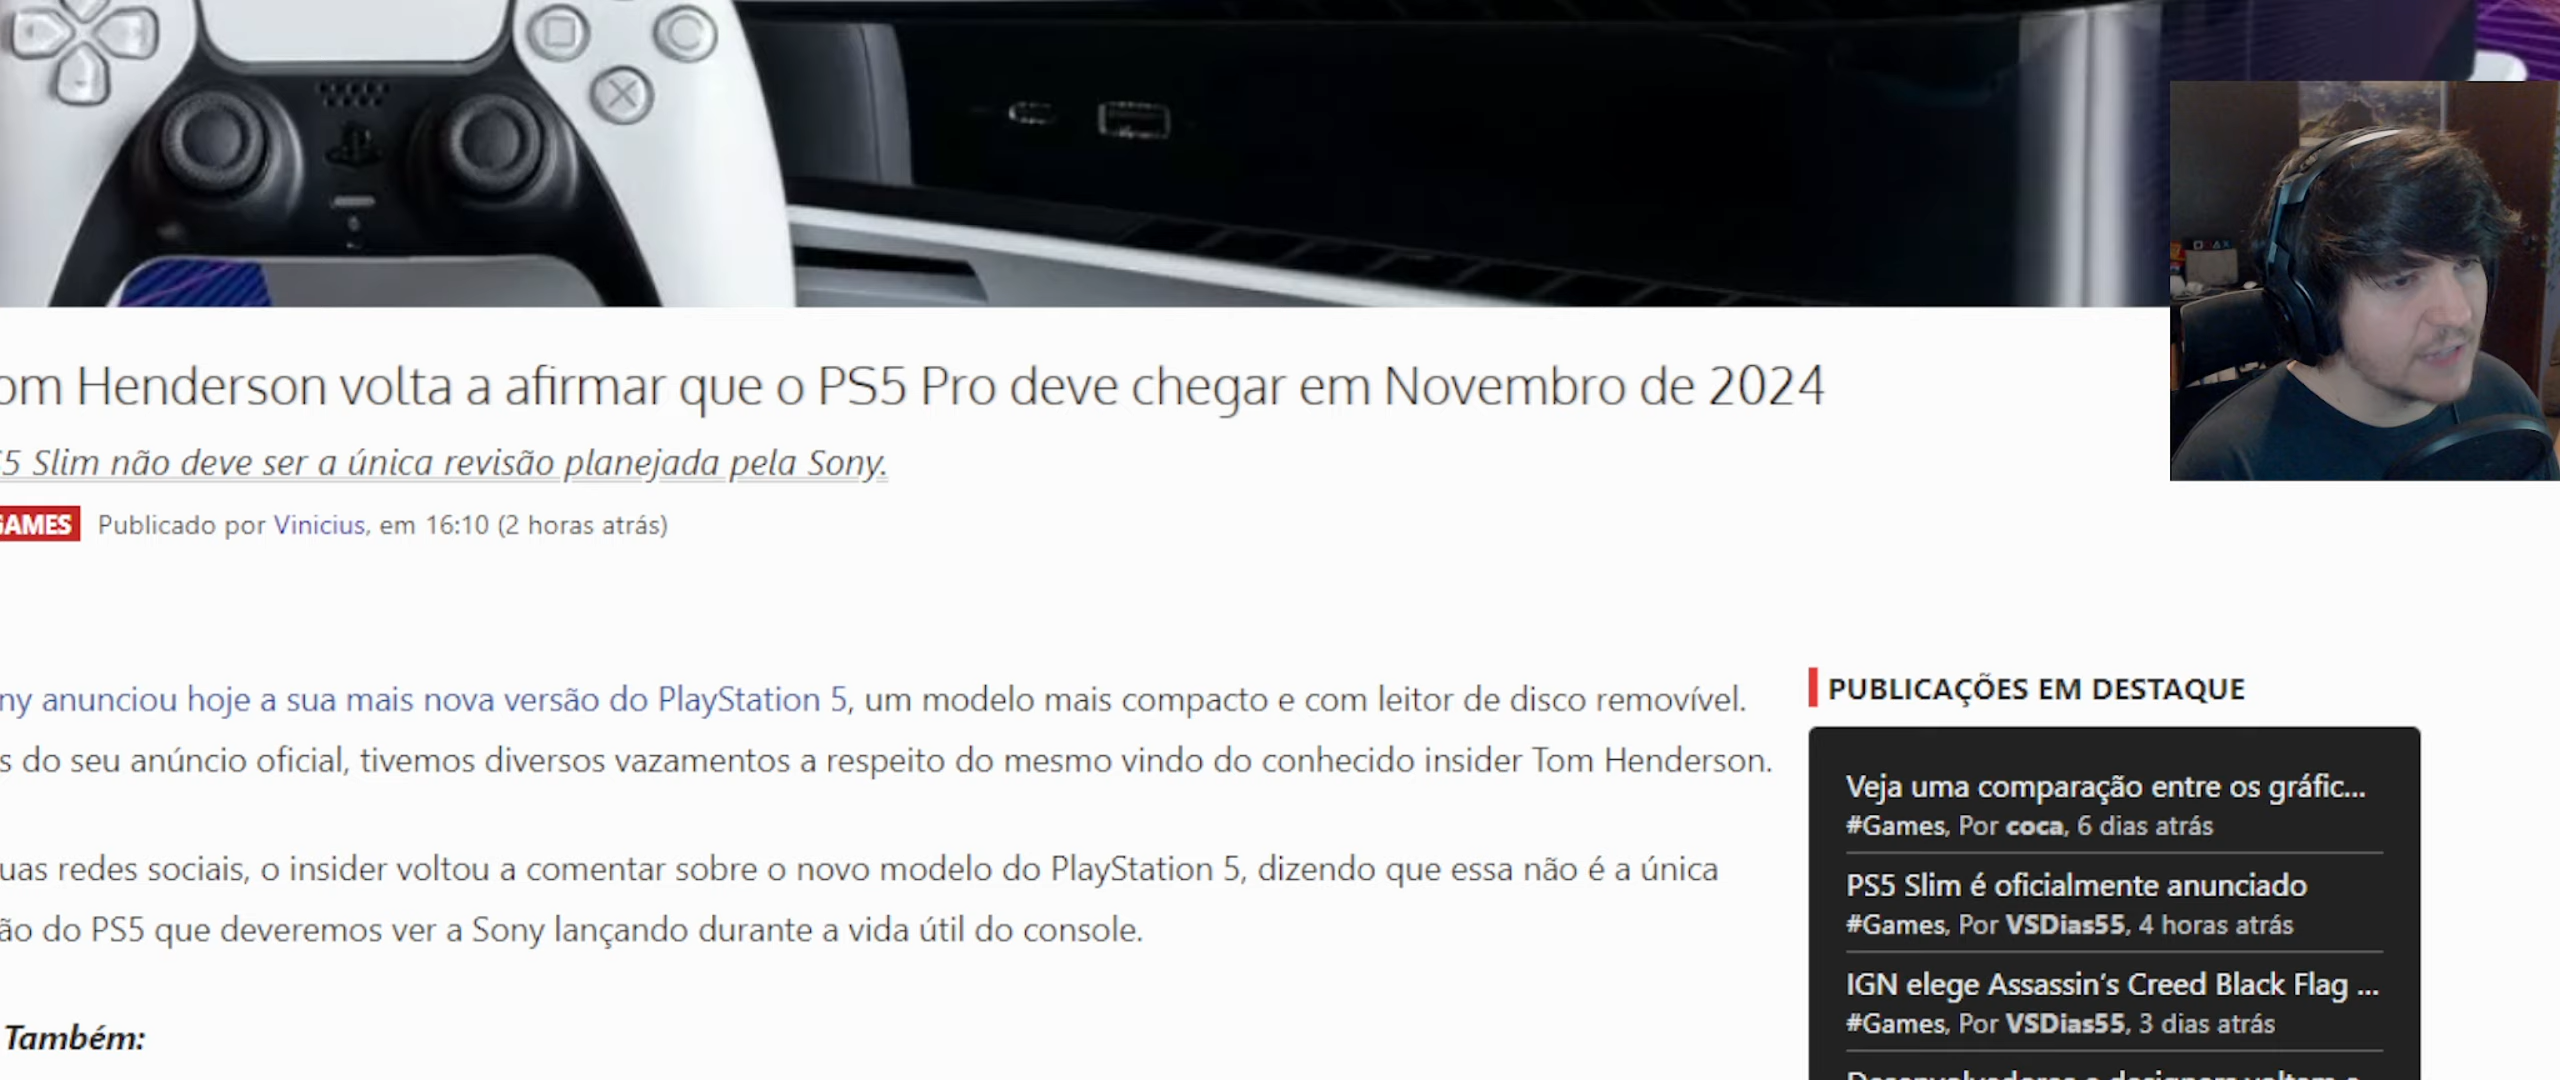 om Henderson volta a afirmar que o PS5 Pro deve chegar em Novembro de 2024
S5 Slim não deve ser a única revisão planejada pela Sony.
GAMES Publicado por Vinicius, em 16:10 (2 horas atrás)
ny anunciou hoje a sua mais nova versão do PlayStation 5, um modelo mais compacto e com leitor de disco removível.
s do seu anúncio oficial, tivemos diversos vazamentos a respeito do mesmo vindo do conhecido insider Tom Henderson.
uas redes sociais, o insider voltou a comentar sobre o novo modelo do PlayStation 5, dizendo que essa não é a única
ão do PS5 que deveremos ver a Sony lançando durante a vida útil do console.
Também:
PUBLICAÇÕES EM DESTAQUE
Veja uma comparação entre os gráfic...
#Games, Por coca, 6 dias atrás
PS5 Slim é oficialmente anunciado
#Games, Por VSDias55, 4 horas atrás
IGN elege Assassin's Creed Black Flag ...
#Games, Por VSDias55, 3 dias atrás